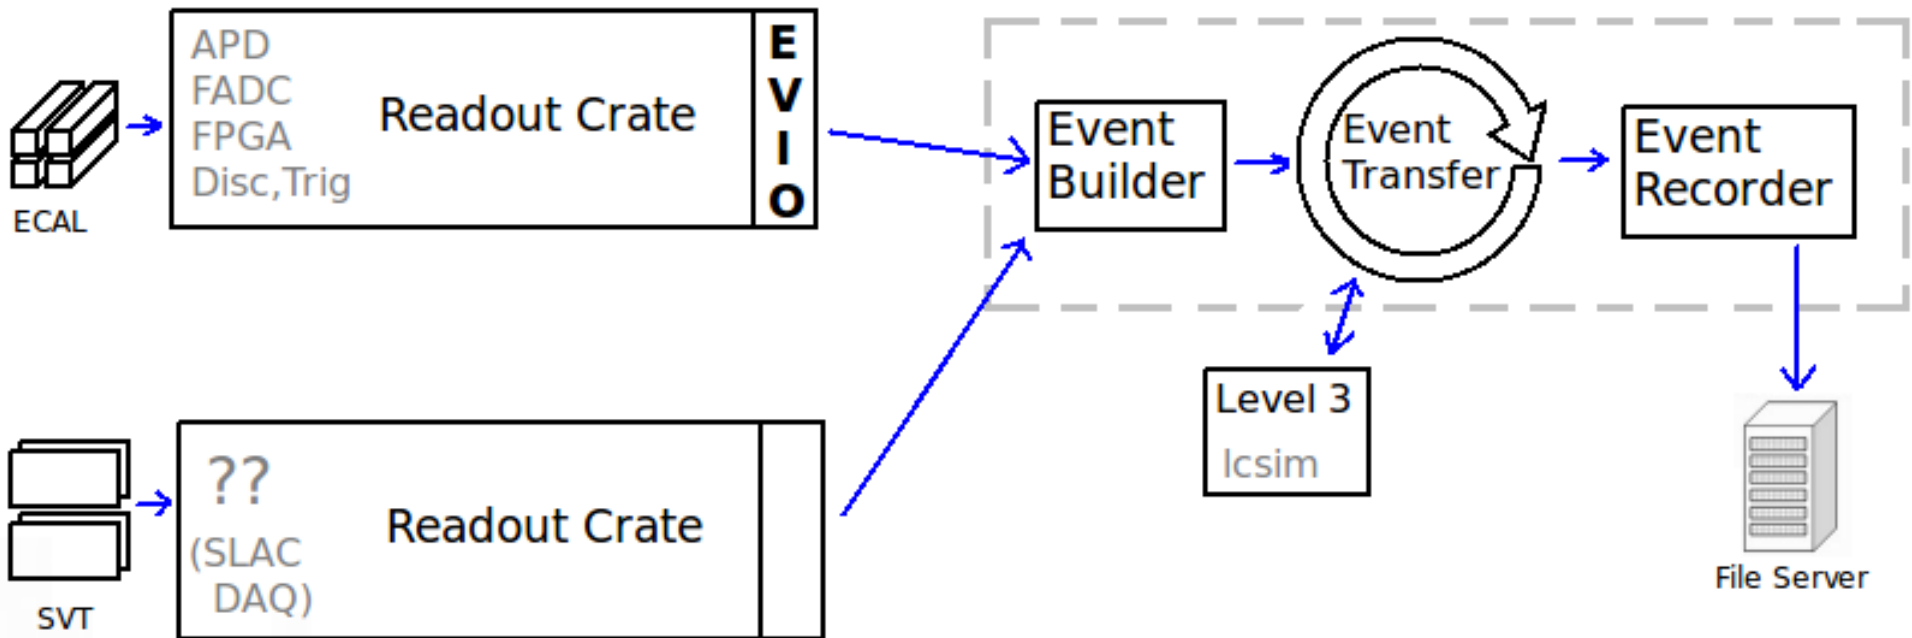 APD
FADC
FPGA
Disc,Trig
Readout Crate
E
V
I
O
ECAL
Event
Builder
Event
Transfer
Event
Recorder
Level 3
lcsim
??
(SLAC
DAQ)
Readout Crate
SVT
File Server